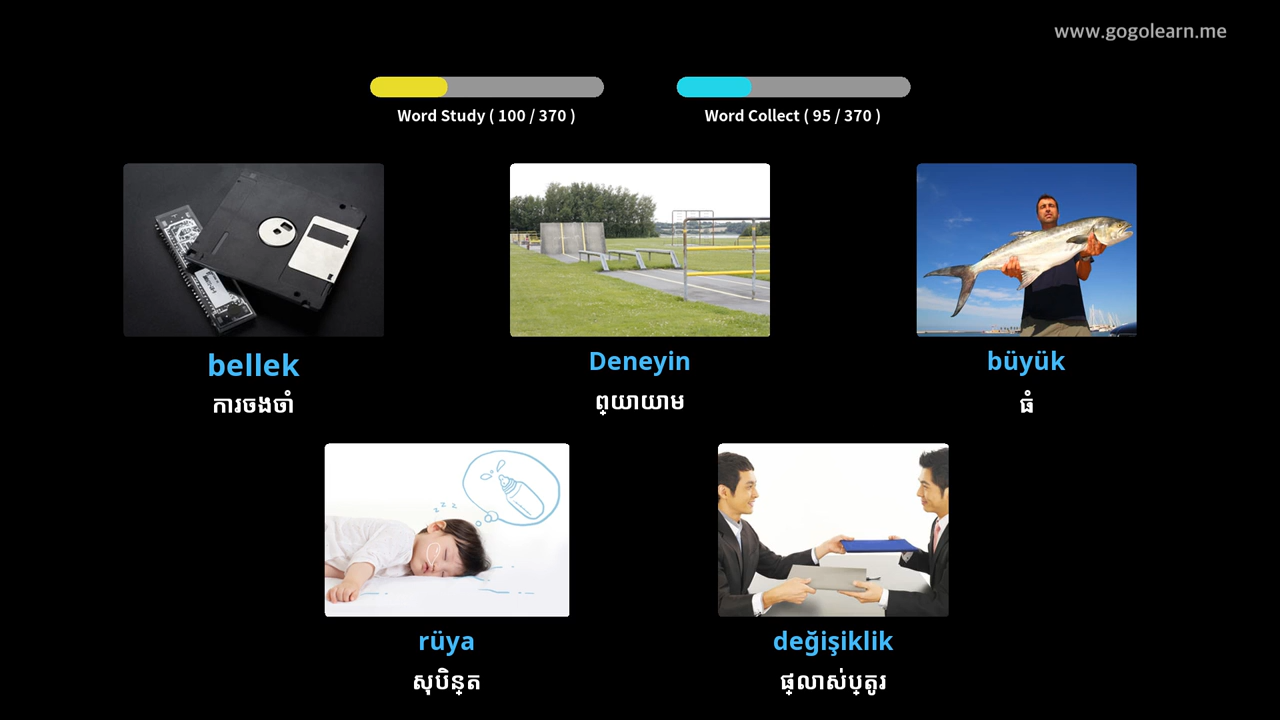 www.gogolearn.me
Word Study ( 100 / 370 )
Word Collect ( 95 / 370 )
bellek
Deneyin
büyük
ការចងចាំ
ព្យាយាម
ធំ
rüya
değişiklik
សុបិន្ត
ផ្លាស់ប្តូរ